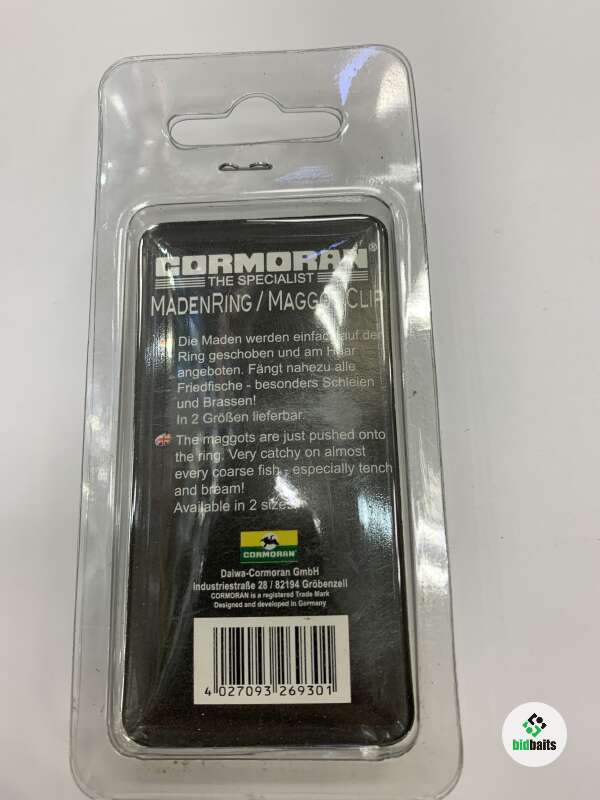 CORMORAN®
THE SPECIALIST
MADENRING / MAGGOT CLIP
Die Maden werden einfach auf den
Ring geschoben und am Haar
angeboten. Fängt nahezu alle
Friedfische - besonders Schleien
und Brassen!
In 2 Größen lieferbar.
The maggots are just pushed onto
the ring. Very catchy on almost
every coarse fish - especially tench
and bream!
Available in 2 sizes.
CORMORAN
Daiwa-Cormoran GmbH
Industriestraße 28 / 82194 Gröbenzell
CORMORAN is a registered Trade Mark
Designed and developed in Germany
4 027093 269301
bidbaits